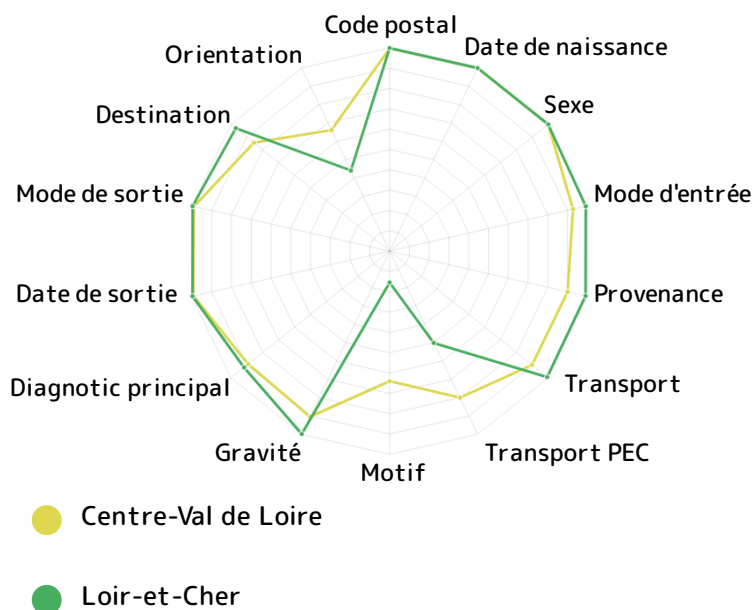 Code postal
Date de naissance
Orientation
Sexe
Destination
Mode de sortie
Mode d'entrée
Date de sortie
Provenance
Diagnotic principal
Transport
Gravité
Transport PEC
Motif
Centre-Val de Loire
Loir-et-Cher